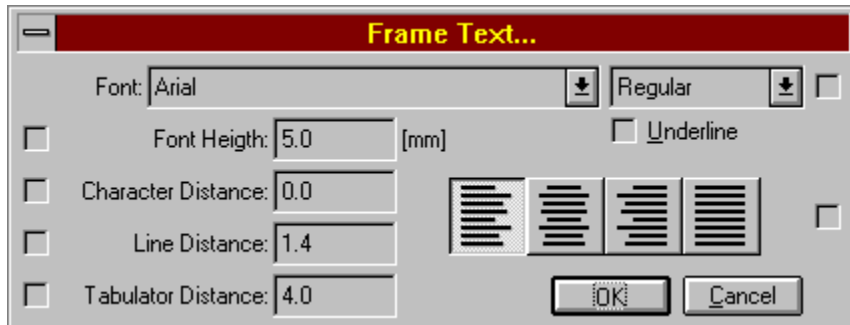 Frame Text...
Font: Arial Regular
Font Heigth: 5.0 [mm] Underline
Character Distance: 0.0
Line Distance: 1.4
Tabulator Distance: 4.0 OK Cancel